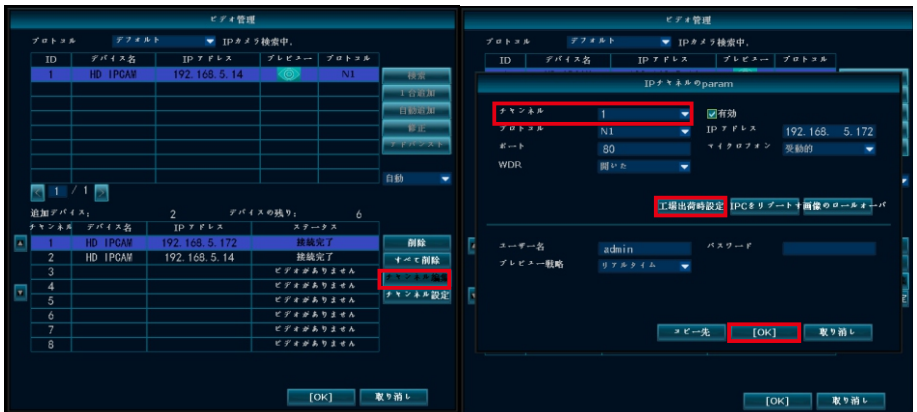 ビデオ管理
プロトコル デフォルト IPカメラ検索中.
ID デバイス名 IPアドレス プレビュー プロトコル
1 HD IPCAM 192.168.5.14 N1
検索
1台追加
自動追加
修正
アドバンスト
自動
1 / 1
追加デバイス: 2 デバイスの残り: 6
チャンネル デバイス名 IPアドレス ステータス
1 HD IPCAM 192.168.5.172 接続完了 削除
2 HD IPCAM 192.168.5.14 接続完了 すべて削除
3 ビデオがありません チャンネル編集
4 ビデオがありません
5 ビデオがありません チャンネル設定
6 ビデオがありません
7 ビデオがありません
8 ビデオがありません
[OK] 取り消し
ビデオ管理
プロトコル デフォルト IPカメラ検索中.
ID デバイス名 IPアドレス プレビュー プロトコル
IPチャネルのparam
チャンネル 1 有効
プロトコル N1 IPアドレス 192.168. 5.172
ポート 80 マイクロフォン 受動的
WDR 開いた
工場出荷時設定 IPCをリブートす 画像のロールオーバ
ユーザー名 admin パスワード
プレビュー戦略 リアルタイム
コピー先 [OK] 取り消し
[OK] 取り消し